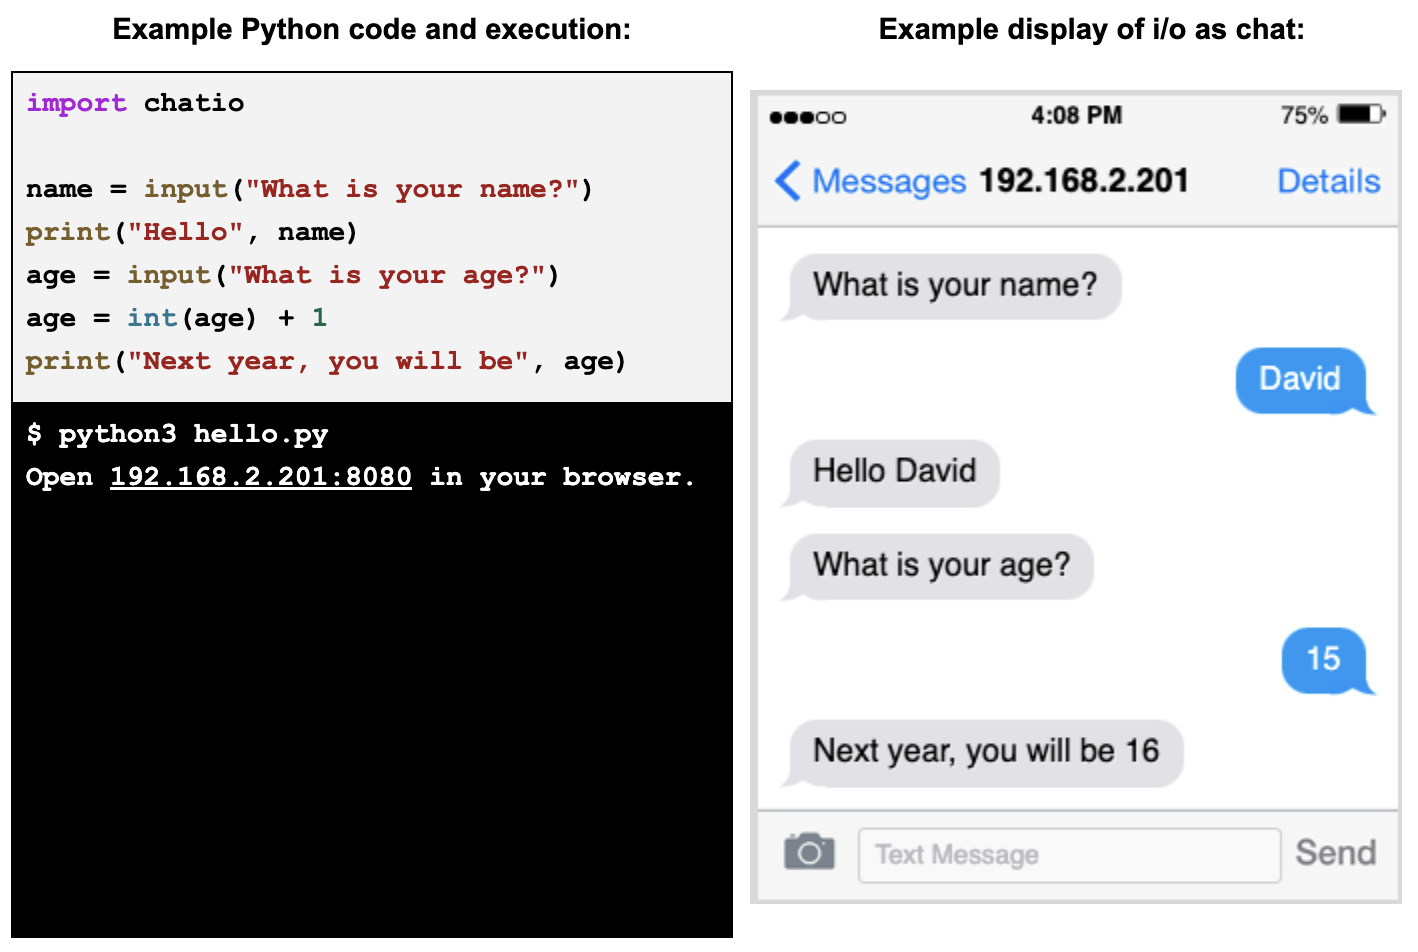 Example Python code and execution:
import chatio
name = input("What is your name?")
print("Hello", name)
age = input("What is your age?")
age = int(age) + 1
print("Next year, you will be", age)
$ python3 hello.py
Open 192.168.2.201:8080 in your browser.
Example display of i/o as chat:
4:08 PM 75%
Messages 192.168.2.201 Details
What is your name?
David
Hello David
What is your age?
15
Next year, you will be 16
Text Message Send